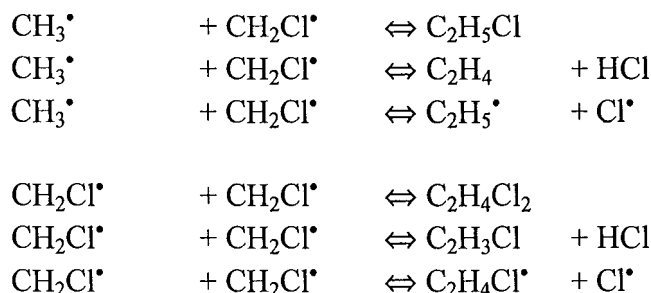 CH₃• + CH₂Cl• ⇔ C₂H₅Cl
CH₃• + CH₂Cl• ⇔ C₂H₄ + HCl
CH₃• + CH₂Cl• ⇔ C₂H₅• + Cl•
CH₂Cl• + CH₂Cl• ⇔ C₂H₄Cl₂
CH₂Cl• + CH₂Cl• ⇔ C₂H₃Cl + HCl
CH₂Cl• + CH₂Cl• ⇔ C₂H₄Cl• + Cl•